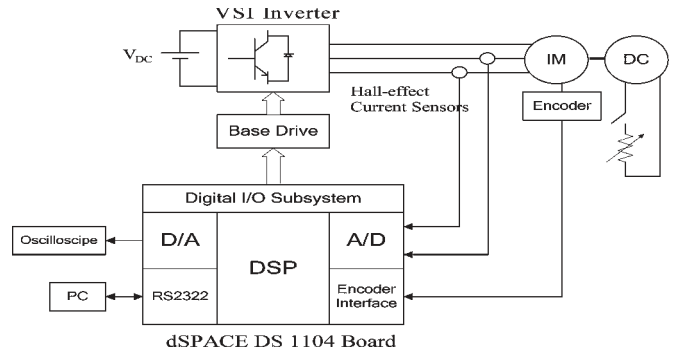 VSI Inverter
VDC
IM
DC
Hall-effect
Current Sensors
Encoder
Base Drive
Digital I/O Subsystem
D/A
A/D
Oscilloscipe
DSP
PC
RS2322
Encoder
Interface
dSPACE DS 1104 Board